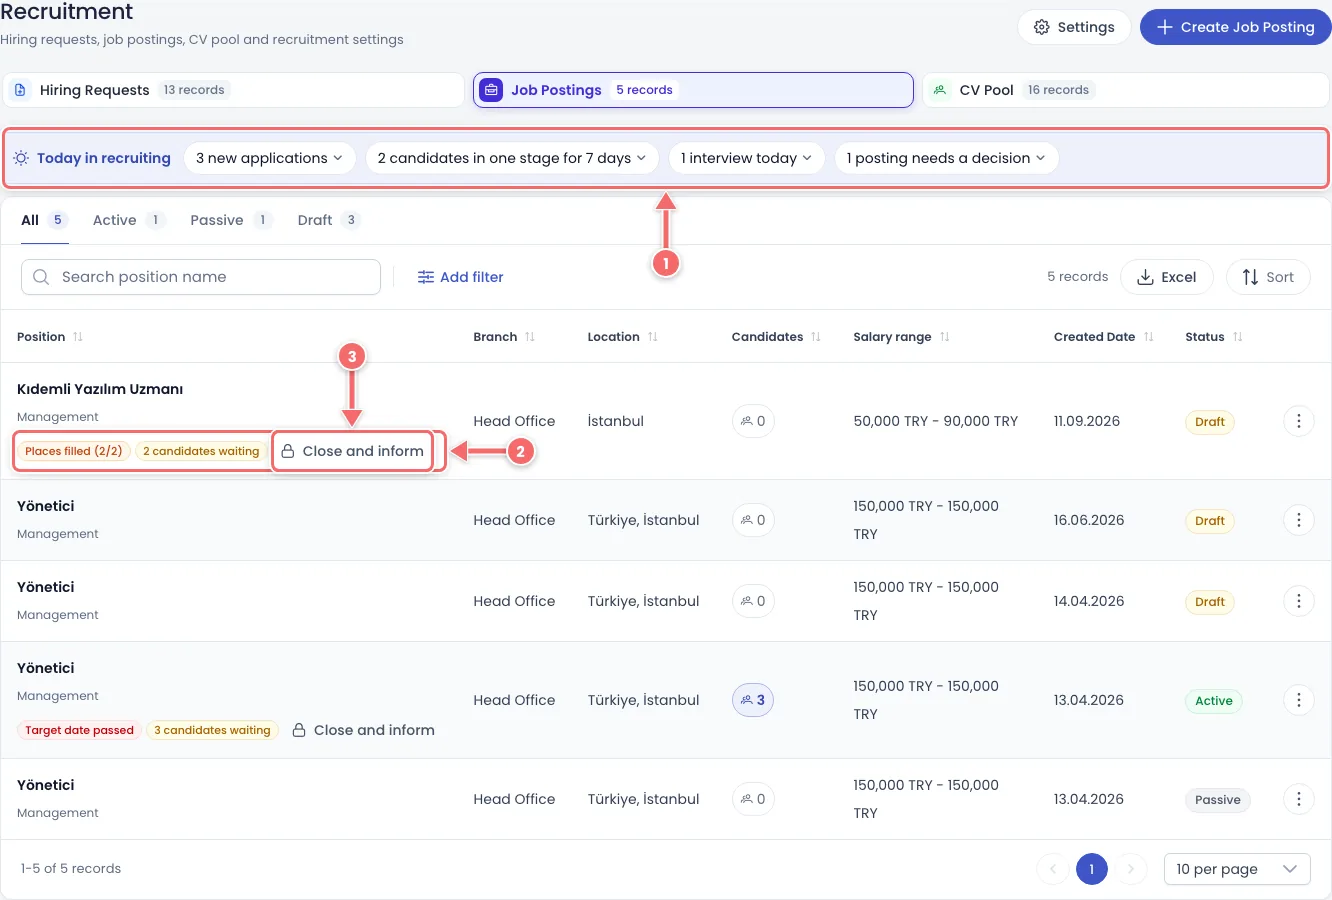 Recruitment
Hiring requests, job postings, CV pool and recruitment settings
Settings
Create Job Posting
Hiring Requests 13 records
Job Postings 5 records
CV Pool 16 records
Today in recruiting 3 new applications 2 candidates in one stage for 7 days 1 interview today 1 posting needs a decision
All 5 Active 1 Passive 1 Draft 3
1
Search position name Add filter 5 records Excel Sort
Position Branch Location Candidates Salary range Created Date Status
3
Kıdemli Yazılım Uzmanı
Management
Head Office İstanbul 0 50,000 TRY - 90,000 TRY 11.09.2026 Draft
Places filled (2/2) 2 candidates waiting Close and inform 2
Yönetici
Management
Head Office Türkiye, İstanbul 0 150,000 TRY - 150,000 TRY 16.06.2026 Draft
Yönetici
Management
Head Office Türkiye, İstanbul 0 150,000 TRY - 150,000 TRY 14.04.2026 Draft
Yönetici
Management
Head Office Türkiye, İstanbul 3 150,000 TRY - 150,000 TRY 13.04.2026 Active
Target date passed 3 candidates waiting Close and inform
Yönetici
Management
Head Office Türkiye, İstanbul 0 150,000 TRY - 150,000 TRY 13.04.2026 Passive
1-5 of 5 records 1 10 per page